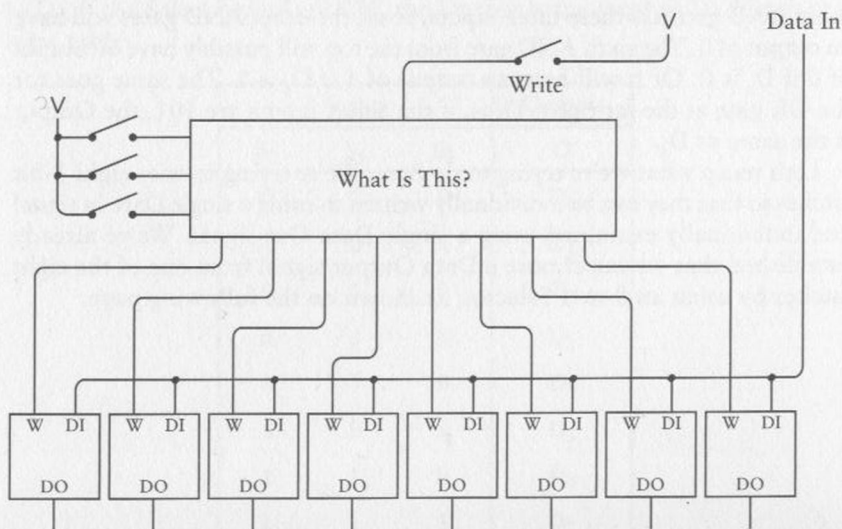 V
Data In
Write
V
What Is This?
W DI W DI W DI W DI W DI W DI W DI W DI
DO DO DO DO DO DO DO DO